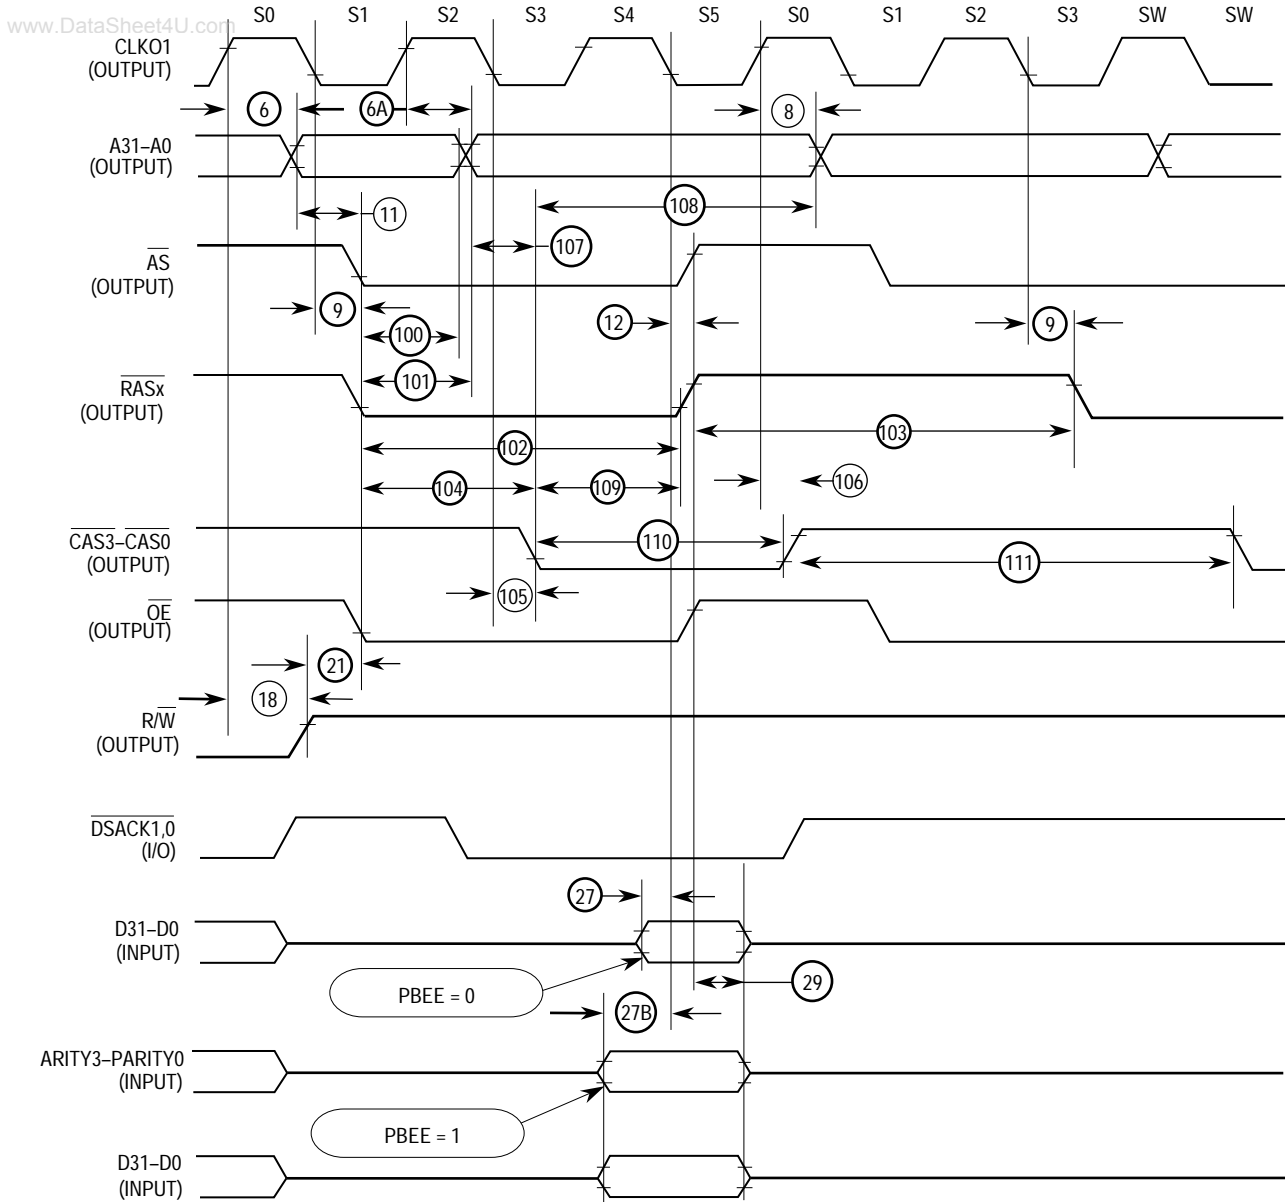 www.DataSheet4U.com
S0 S1 S2 S3 S4 S5 S0 S1 S2 S3 SW SW
CLKO1
(OUTPUT)
6 6A 8
A31–A0
(OUTPUT)
108
11
107
AS
(OUTPUT)
9 12 9
100
101
RASx
(OUTPUT)
102 103
104 109 106
CAS3–CAS0
(OUTPUT)
110
111
105
OE
(OUTPUT)
21
18
R/W
(OUTPUT)
DSACK1,0
(I/O)
27
D31–D0
(INPUT)
PBEE = 0
29
27B
ARITY3–PARITY0
(INPUT)
PBEE = 1
D31–D0
(INPUT)